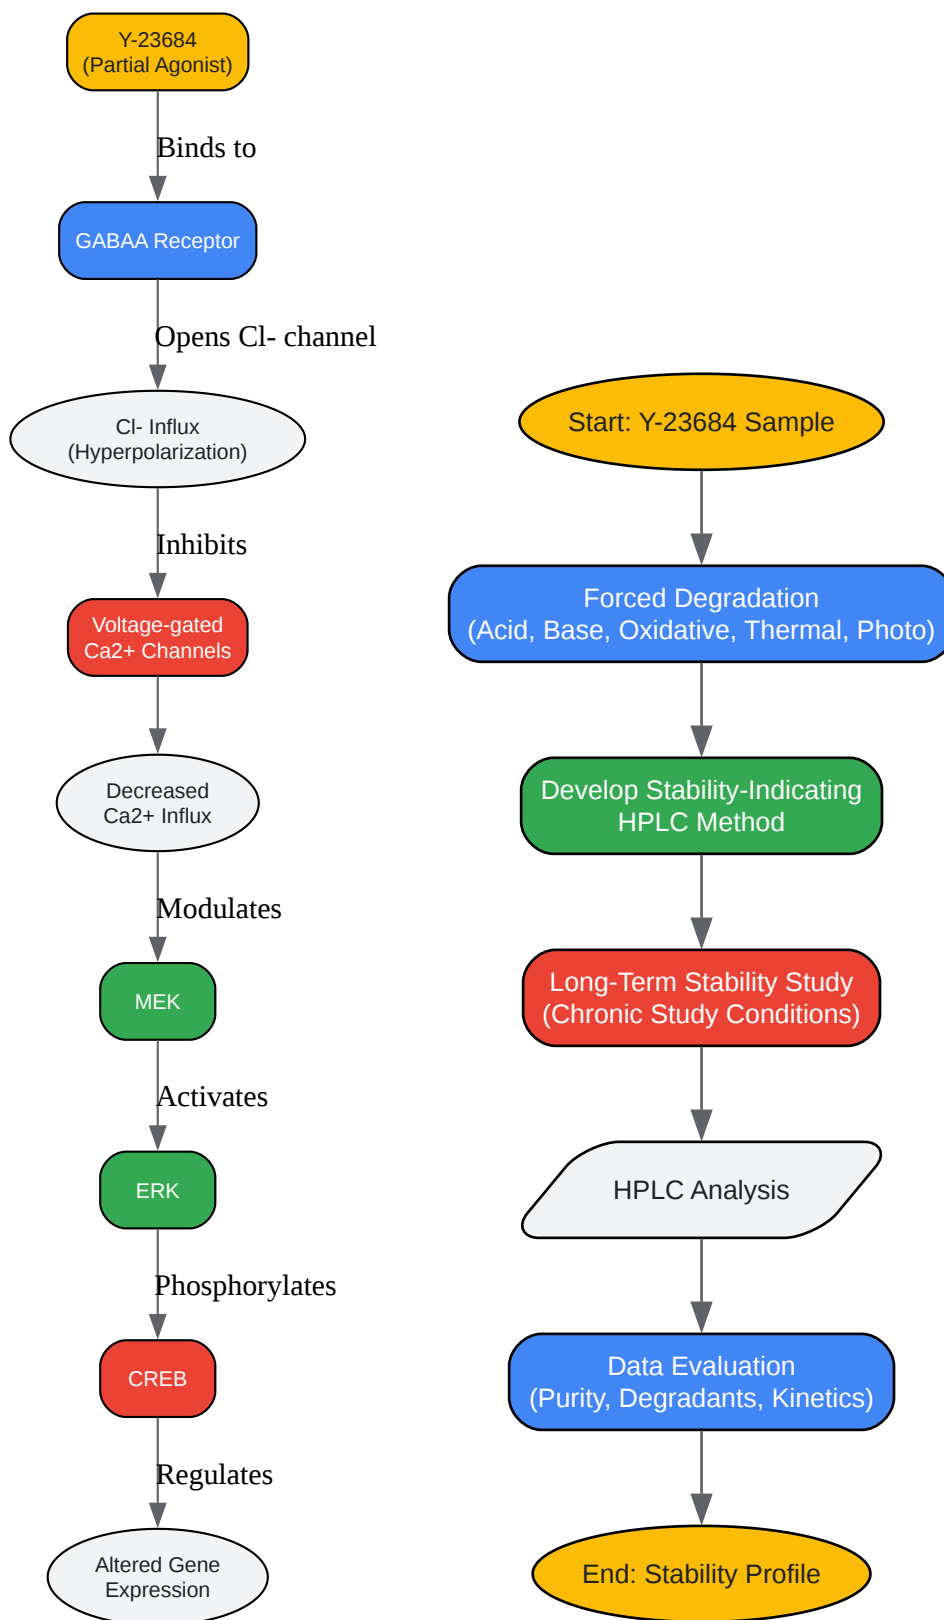 Y-23684
(Partial Agonist)
Binds to
GABAA Receptor
Opens Cl- channel
Cl- Influx
(Hyperpolarization)
Inhibits
Voltage-gated
Ca2+ Channels
Decreased
Ca2+ Influx
Modulates
MEK
Activates
ERK
Phosphorylates
CREB
Regulates
Altered Gene
Expression
Start: Y-23684 Sample
Forced Degradation
(Acid, Base, Oxidative, Thermal, Photo)
Develop Stability-Indicating
HPLC Method
Long-Term Stability Study
(Chronic Study Conditions)
HPLC Analysis
Data Evaluation
(Purity, Degradants, Kinetics)
End: Stability Profile